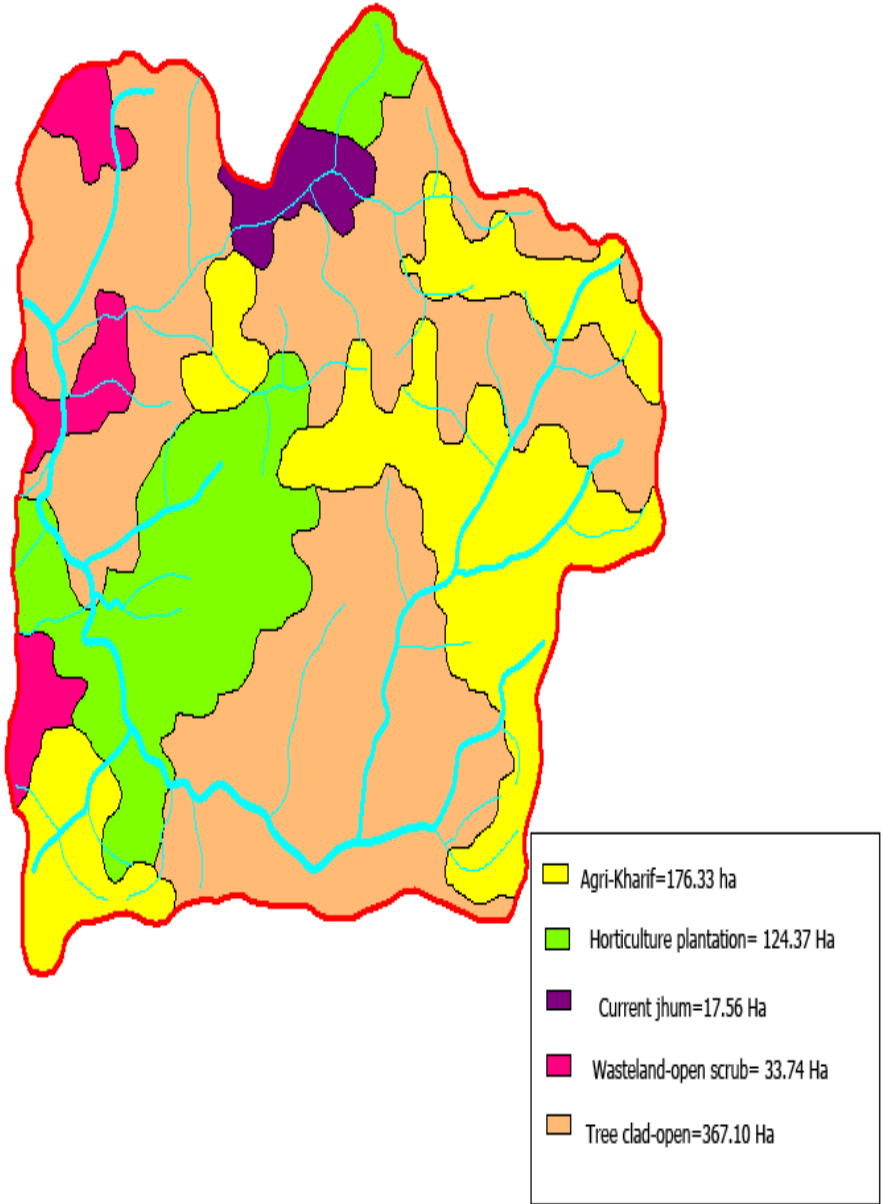 Agri-Kharif=176.33 ha
Horticulture plantation= 124.37 Ha
Current jhum=17.56 Ha
Wasteland-open scrub= 33.74 Ha
Tree clad-open=367.10 Ha